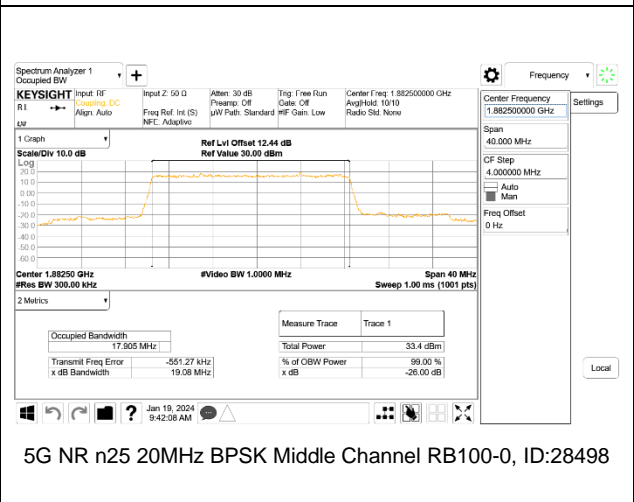 Spectrum Analyzer 1
Occupied BW
Frequency
KEYSIGHT
Input: RF
Coupling: DC
Align: Auto
Input Z: 50 Ω
Freq Ref: Int (S)
NFE: Adaptive
Atten: 30 dB
Preamp: Off
µW Path: Standard
Trig: Free Run
Gate: Off
#IF Gain: Low
Center Freq: 1.882500000 GHz
Avg|Hold: 10/10
Radio Std: None
Center Frequency
1.882500000 GHz
Settings
Span
40.000 MHz
CF Step
4.000000 MHz
Auto
Man
Freq Offset
0 Hz
Local
1 Graph
Scale/Div 10.0 dB
Ref Lvl Offset 12.44 dB
Ref Value 30.00 dBm
Log
20.0
10.0
0.00
-10.0
-20.0
-30.0
-40.0
-50.0
-60.0
Center 1.88250 GHz
#Video BW 1.0000 MHz
Span 40 MHz
#Res BW 300.00 kHz
Sweep 1.00 ms (1001 pts)
2 Metrics
Measure Trace
Trace 1
Occupied Bandwidth
17.905 MHz
Total Power
33.4 dBm
Transmit Freq Error
-551.27 kHz
% of OBW Power
99.00 %
x dB Bandwidth
19.08 MHz
x dB
-26.00 dB
Jan 19, 2024
9:42:08 AM
5G NR n25 20MHz BPSK Middle Channel RB100-0, ID:28498